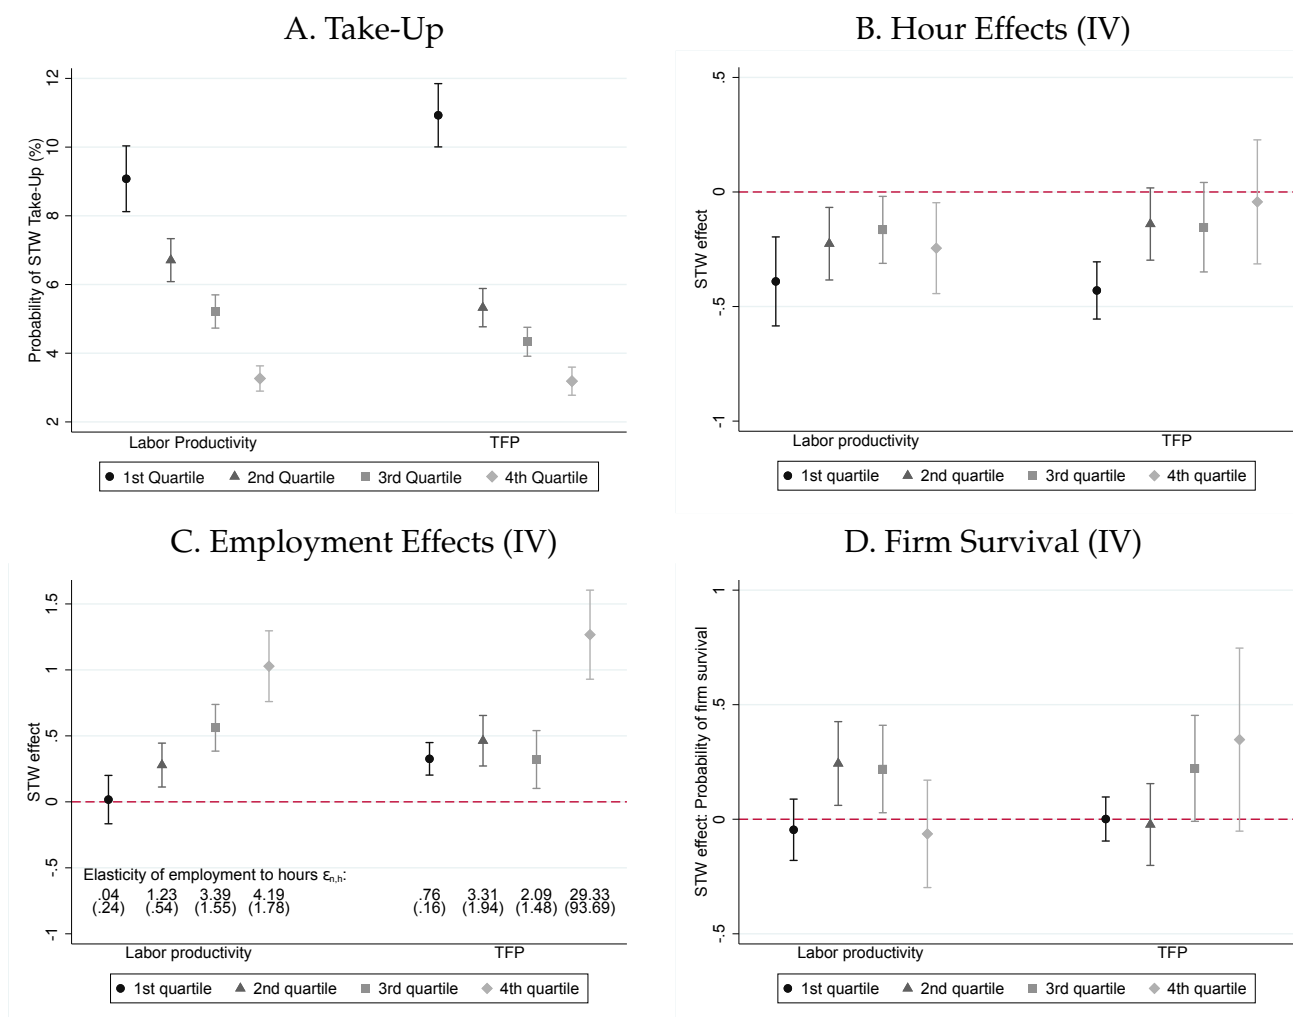 A. Take-Up
Probability of STW Take-Up (%)
12
10
8
6
4
2
Labor Productivity TFP
1st Quartile 2nd Quartile 3rd Quartile 4th Quartile
B. Hour Effects (IV)
STW effect
.5
0
-.5
-1
Labor productivity TFP
1st quartile 2nd quartile 3rd quartile 4th quartile
C. Employment Effects (IV)
STW effect
1.5
1
.5
0
-.5
-1
Elasticity of employment to hours εn,h:
.04 1.23 3.39 4.19 .76 3.31 2.09 29.33
(.24) (.54) (1.55) (1.78) (.16) (1.94) (1.48) (93.69)
Labor productivity TFP
1st quartile 2nd quartile 3rd quartile 4th quartile
D. Firm Survival (IV)
STW effect: Probability of firm survival
1
.5
0
-.5
Labor productivity TFP
1st quartile 2nd quartile 3rd quartile 4th quartile